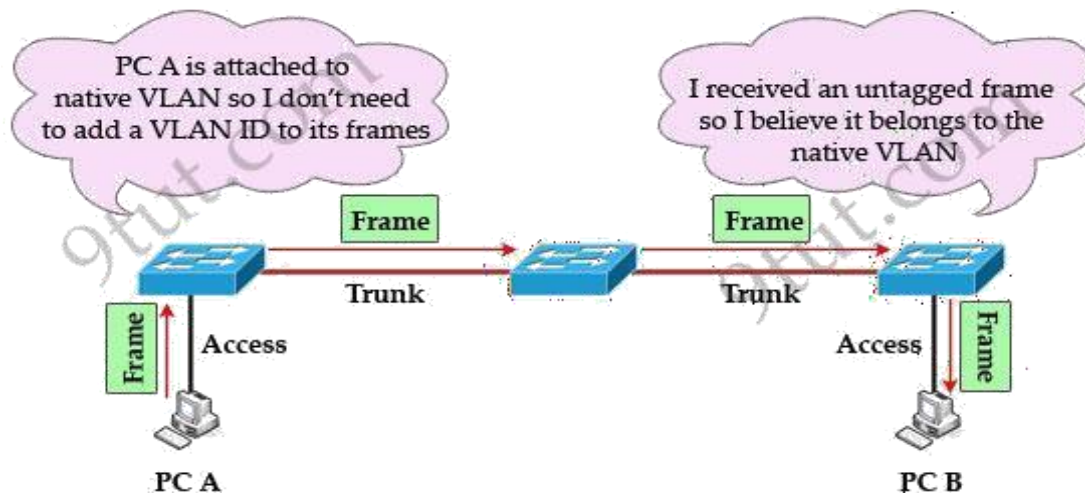 PC A is attached to
native VLAN so I don't need
to add a VLAN ID to its frames
I received an untagged frame
so I believe it belongs to the
native VLAN
9tut.com
9tut.com
Frame
Frame
Trunk
Trunk
Frame
Access
Access
Frame
PC A
PC B